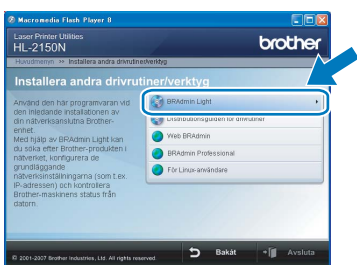 Macromedia Flash Player 8
Laser Printer Utilities
HL-2150N
brother
Huvudmenyn >> Installera andra drivrutiner/verktyg
Installera andra drivrutiner/verktyg
Använd den här programvaran vid
den inledande installationen av
din nätverksanslutna Brother-
enhet.
Med hjälp av BRAdmin Light kan
du söka efter Brother-produkten i
nätverket, konfigurera de
grundläggande
nätverksinställningarna (som t.ex.
IP-adressen) och kontrollera
Brother-maskinens status från
datorn.
BRAdmin Light
Distributionsguiden för drivrutiner
Web BRAdmin
BRAdmin Professional
För Linux-användare
© 2001-2007 Brother Industries, Ltd. All rights reserved.
Bakåt
Avsluta